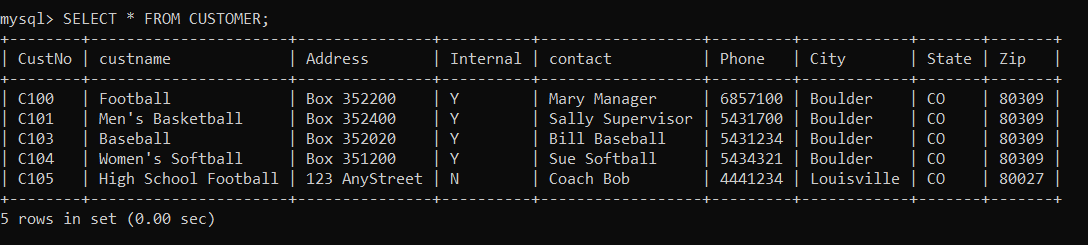 mysql> SELECT * FROM CUSTOMER;
+--------+----------------------+---------------+----------+------------------+---------+------------+-------+-------+
| CustNo | custname             | Address       | Internal | contact          | Phone   | City       | State | Zip   |
+--------+----------------------+---------------+----------+------------------+---------+------------+-------+-------+
| C100   | Football             | Box 352200    | Y        | Mary Manager     | 6857100 | Boulder    | CO    | 80309 |
| C101   | Men's Basketball     | Box 352400    | Y        | Sally Supervisor | 5431700 | Boulder    | CO    | 80309 |
| C103   | Baseball             | Box 352020    | Y        | Bill Baseball    | 5431234 | Boulder    | CO    | 80309 |
| C104   | Women's Softball     | Box 351200    | Y        | Sue Softball     | 5434321 | Boulder    | CO    | 80309 |
| C105   | High School Football | 123 AnyStreet | N        | Coach Bob        | 4441234 | Louisville | CO    | 80027 |
+--------+----------------------+---------------+----------+------------------+---------+------------+-------+-------+
5 rows in set (0.00 sec)